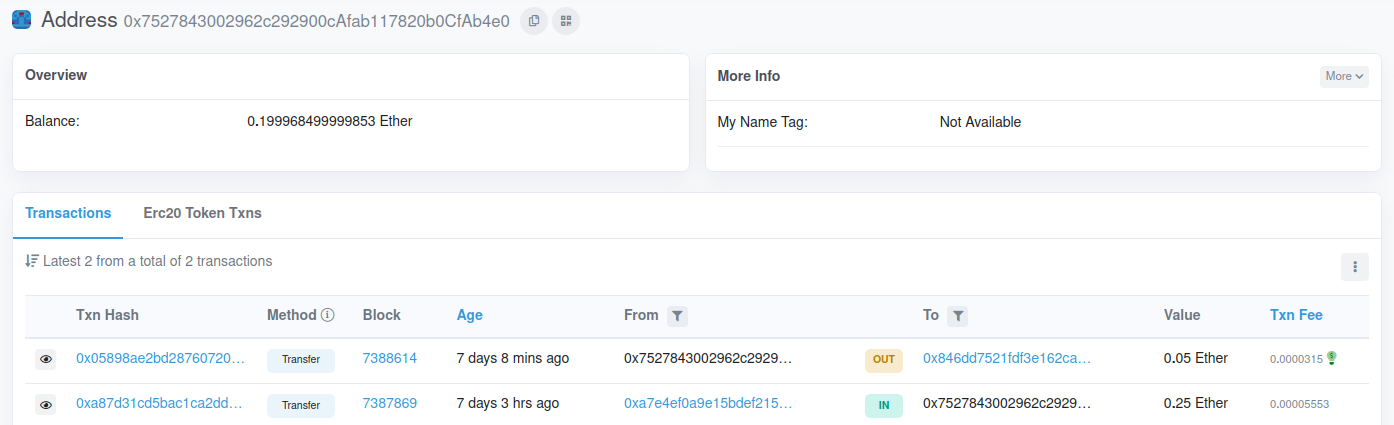 Address 0x7527843002962c292900cAfab117820b0CfAb4e0
Overview
Balance: 0.199968499999853 Ether
More Info More
My Name Tag: Not Available
Transactions Erc20 Token Txns
Latest 2 from a total of 2 transactions
Txn Hash Method Block Age From To Value Txn Fee
0x05898ae2bd28760720... Transfer 7388614 7 days 8 mins ago 0x7527843002962c2929... OUT 0x846dd7521fdf3e162ca... 0.05 Ether 0.0000315
0xa87d31cd5bac1ca2dd... Transfer 7387869 7 days 3 hrs ago 0xa7e4ef0a9e15bdef215... IN 0x7527843002962c2929... 0.25 Ether 0.00005553